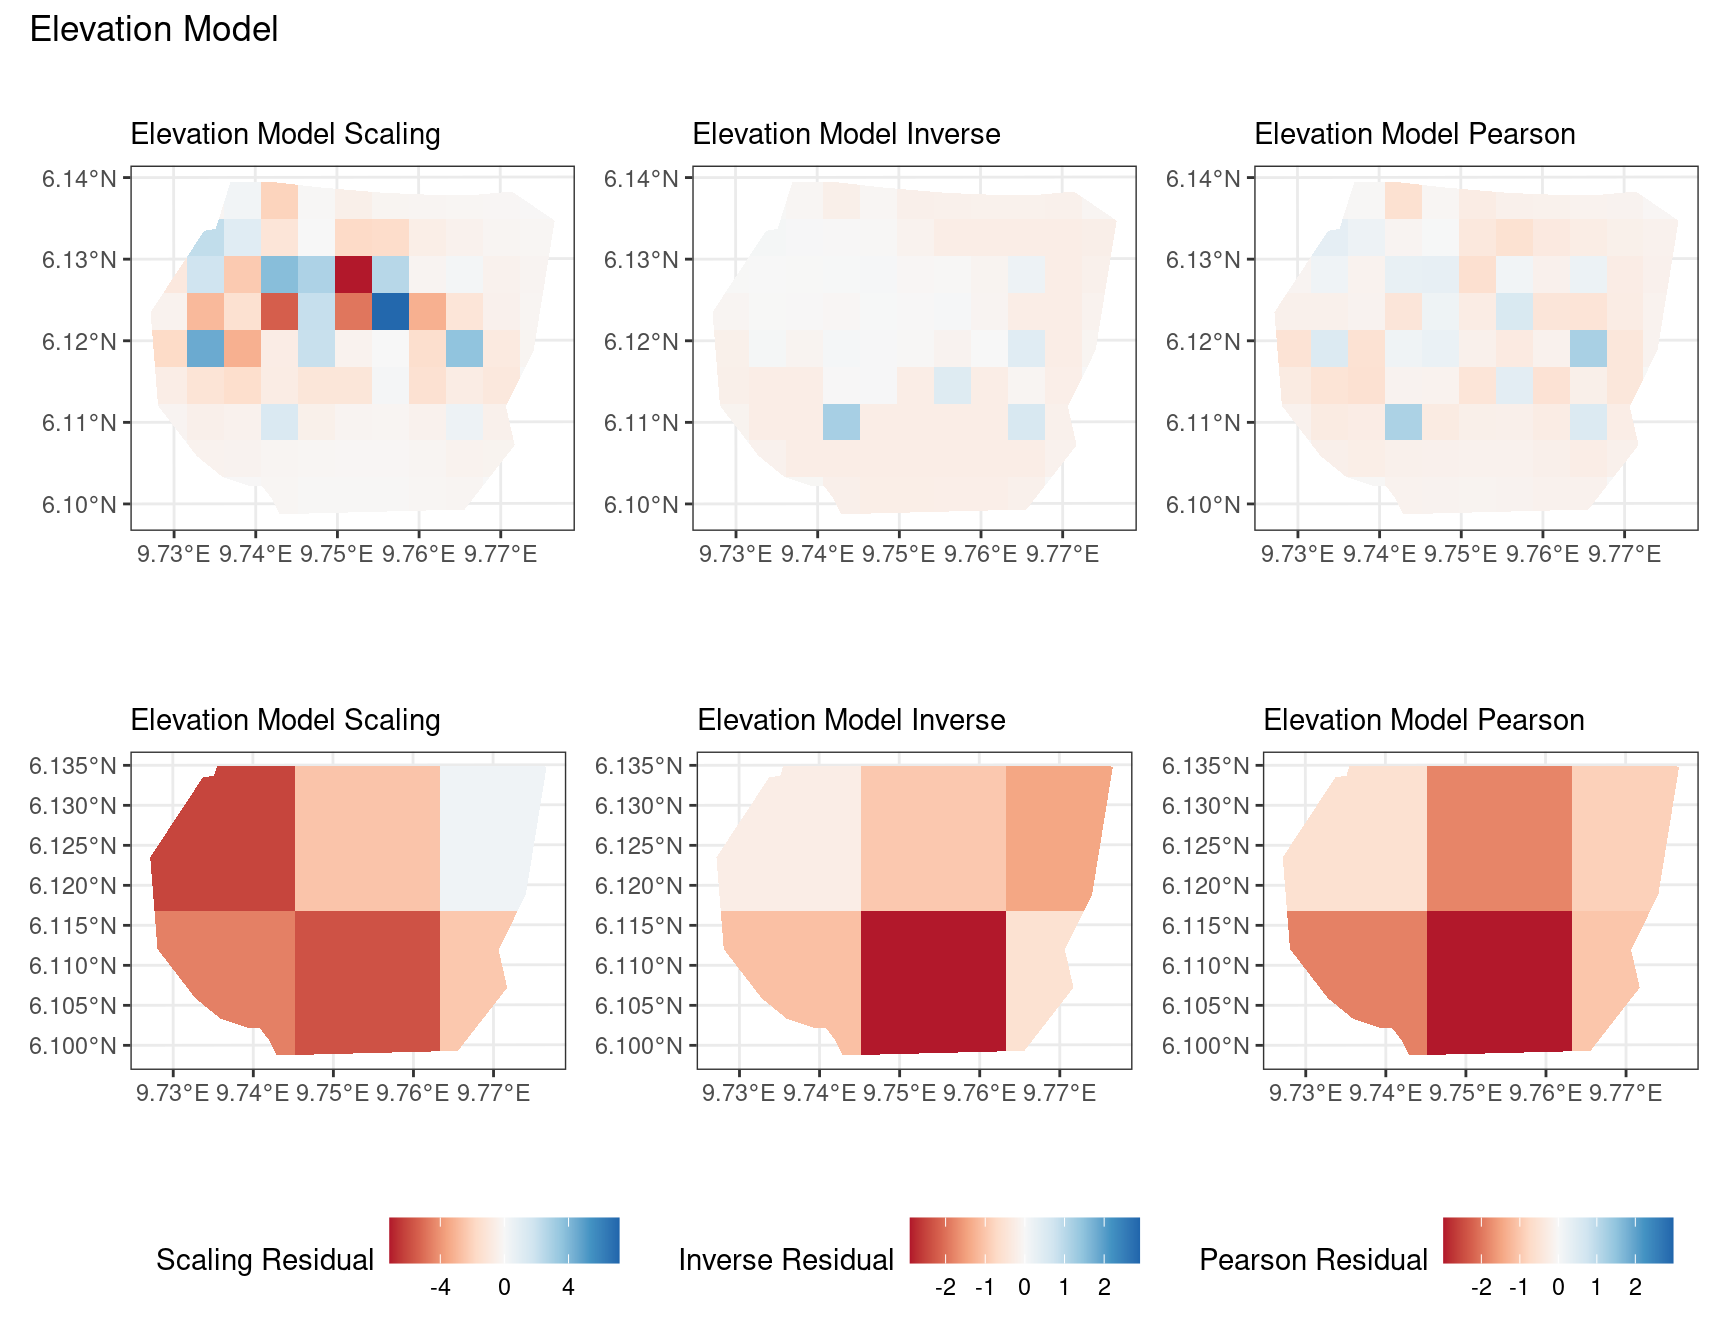 Elevation Model
Elevation Model Scaling
Elevation Model Inverse
Elevation Model Pearson
6.14°N
6.13°N
6.12°N
6.11°N
6.10°N
9.73°E 9.74°E 9.75°E 9.76°E 9.77°E
6.14°N
6.13°N
6.12°N
6.11°N
6.10°N
9.73°E 9.74°E 9.75°E 9.76°E 9.77°E
6.14°N
6.13°N
6.12°N
6.11°N
6.10°N
9.73°E 9.74°E 9.75°E 9.76°E 9.77°E
Elevation Model Scaling
Elevation Model Inverse
Elevation Model Pearson
6.135°N
6.130°N
6.125°N
6.120°N
6.115°N
6.110°N
6.105°N
6.100°N
9.73°E 9.74°E 9.75°E 9.76°E 9.77°E
6.135°N
6.130°N
6.125°N
6.120°N
6.115°N
6.110°N
6.105°N
6.100°N
9.73°E 9.74°E 9.75°E 9.76°E 9.77°E
6.135°N
6.130°N
6.125°N
6.120°N
6.115°N
6.110°N
6.105°N
6.100°N
9.73°E 9.74°E 9.75°E 9.76°E 9.77°E
Scaling Residual
-4 0 4
Inverse Residual
-2 -1 0 1 2
Pearson Residual
-2 -1 0 1 2